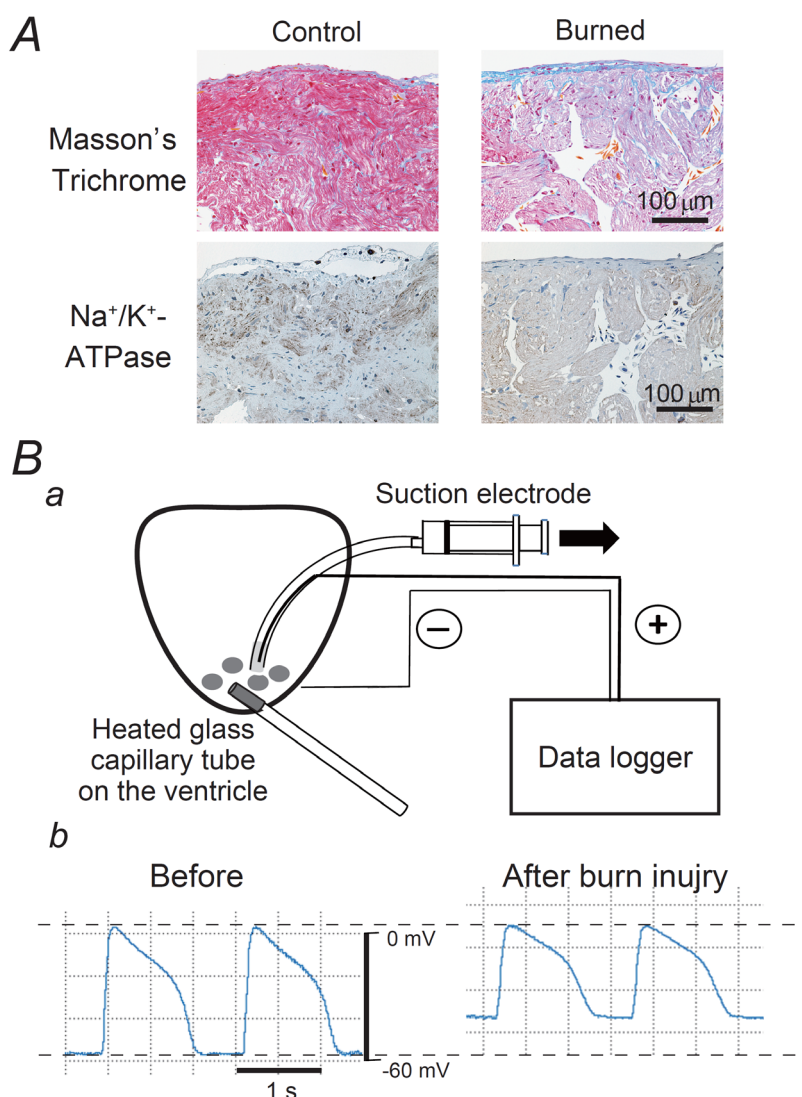 A
Control
Burned
Masson's
Trichrome
100 μm
Na⁺/K⁺-
ATPase
100 μm
B
a
Suction electrode
−
+
Heated glass
capillary tube
on the ventricle
Data logger
b
Before
After burn inujry
0 mV
-60 mV
1 s